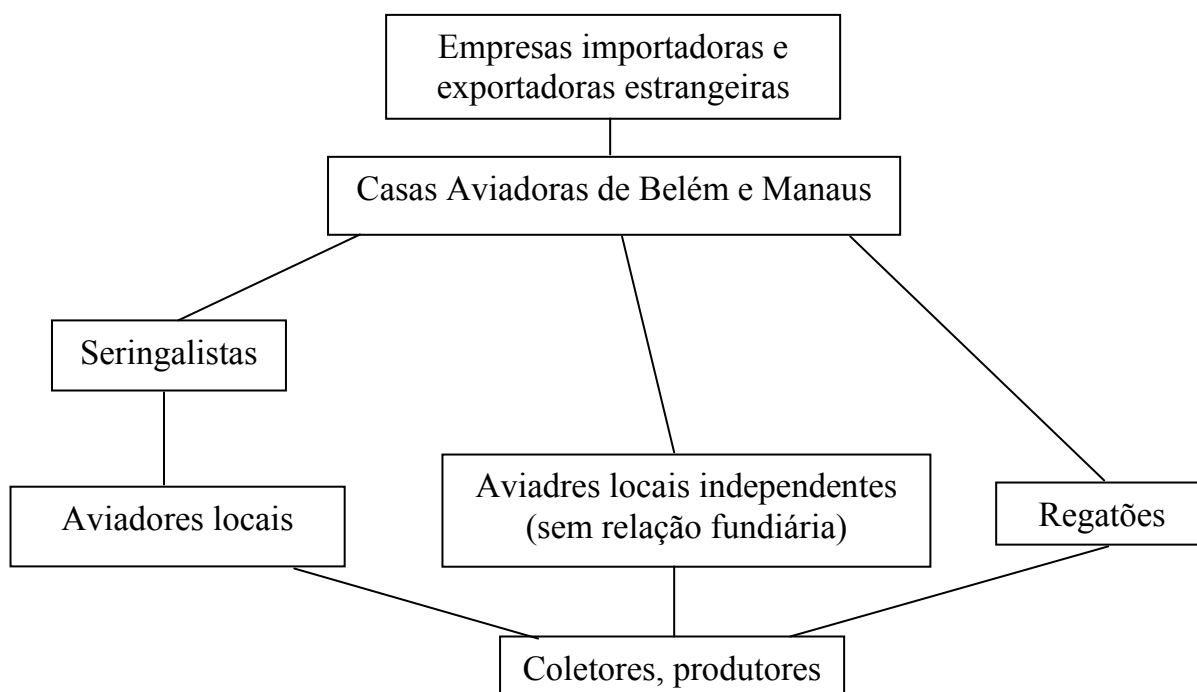 Empresas importadoras e
exportadoras estrangeiras
Casas Aviadoras de Belém e Manaus
Seringalistas
Aviadores locais
Aviadres locais independentes
(sem relação fundiária)
Regatões
Coletores, produtores